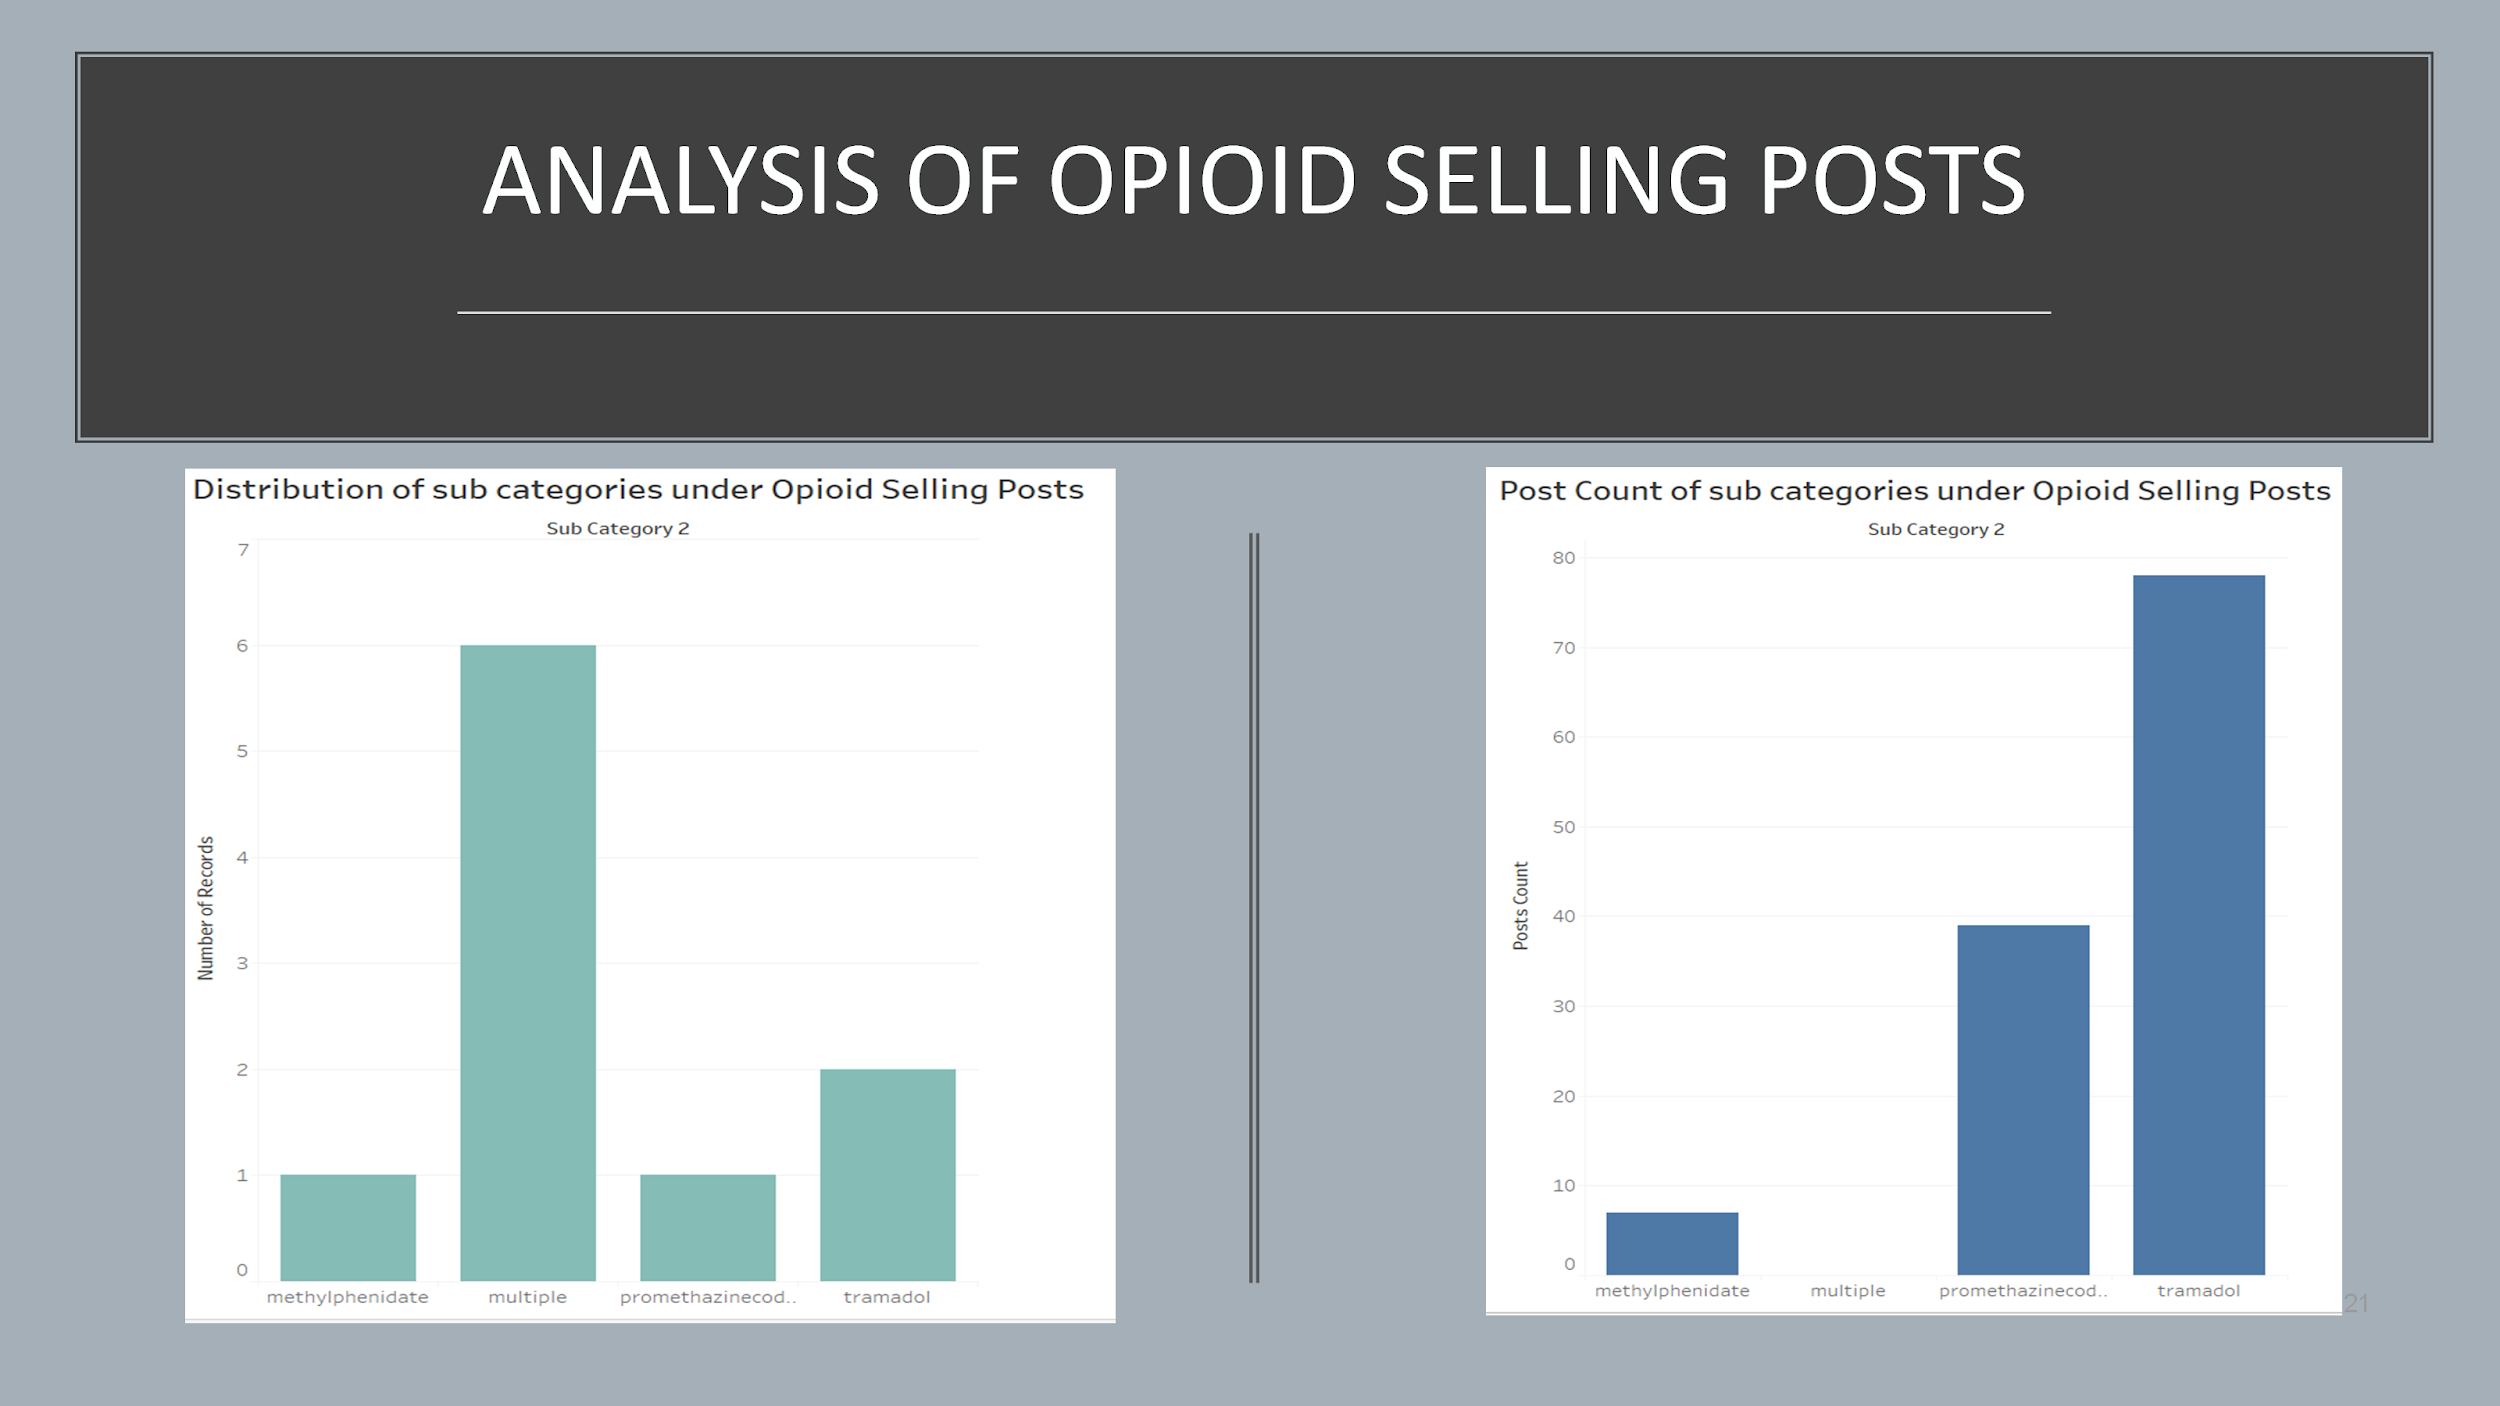 ANALYSIS OF OPIOID SELLING POSTS
Distribution of sub categories under Opioid Selling Posts
Sub Category 2
7
6
5
4
3
2
1
0
Number of Records
methylphenidate multiple promethazinecod.. tramadol
Post Count of sub categories under Opioid Selling Posts
Sub Category 2
80
70
60
50
40
30
20
10
0
Posts Count
methylphenidate multiple promethazinecod.. tramadol
21